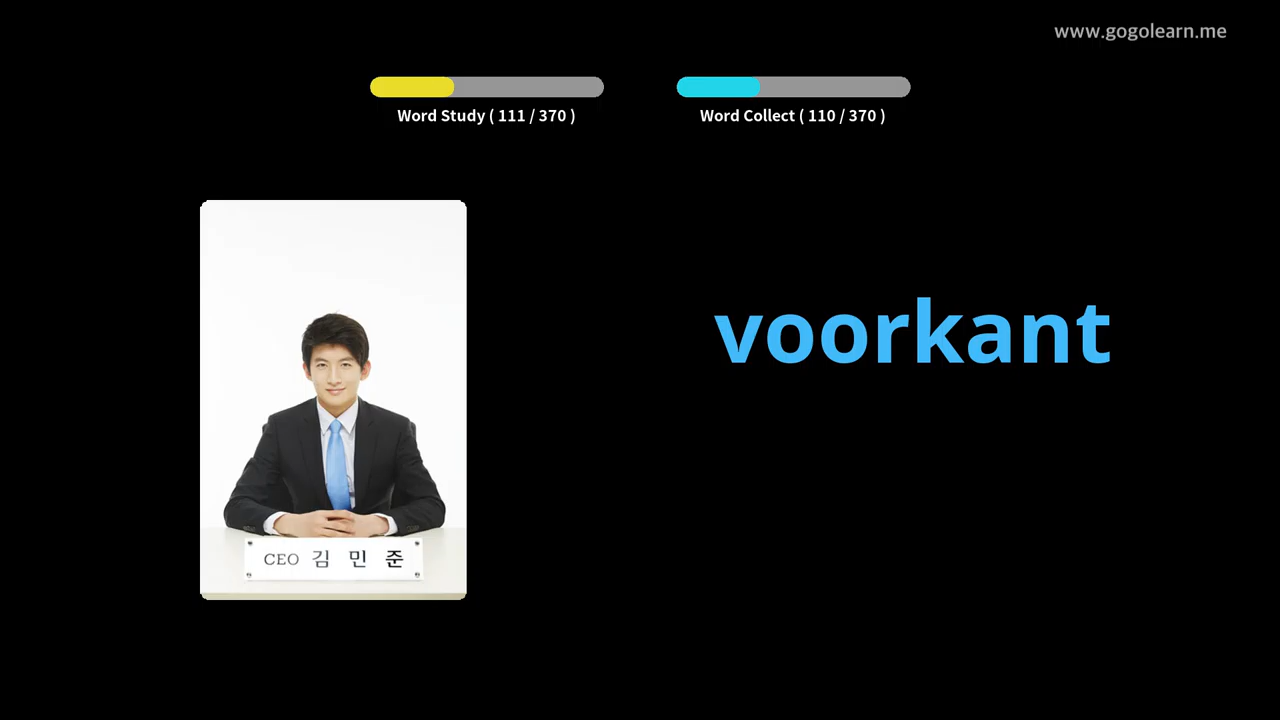 www.gogolearn.me
Word Study ( 111 / 370 )
Word Collect ( 110 / 370 )
voorkant
CEO 김 민 준